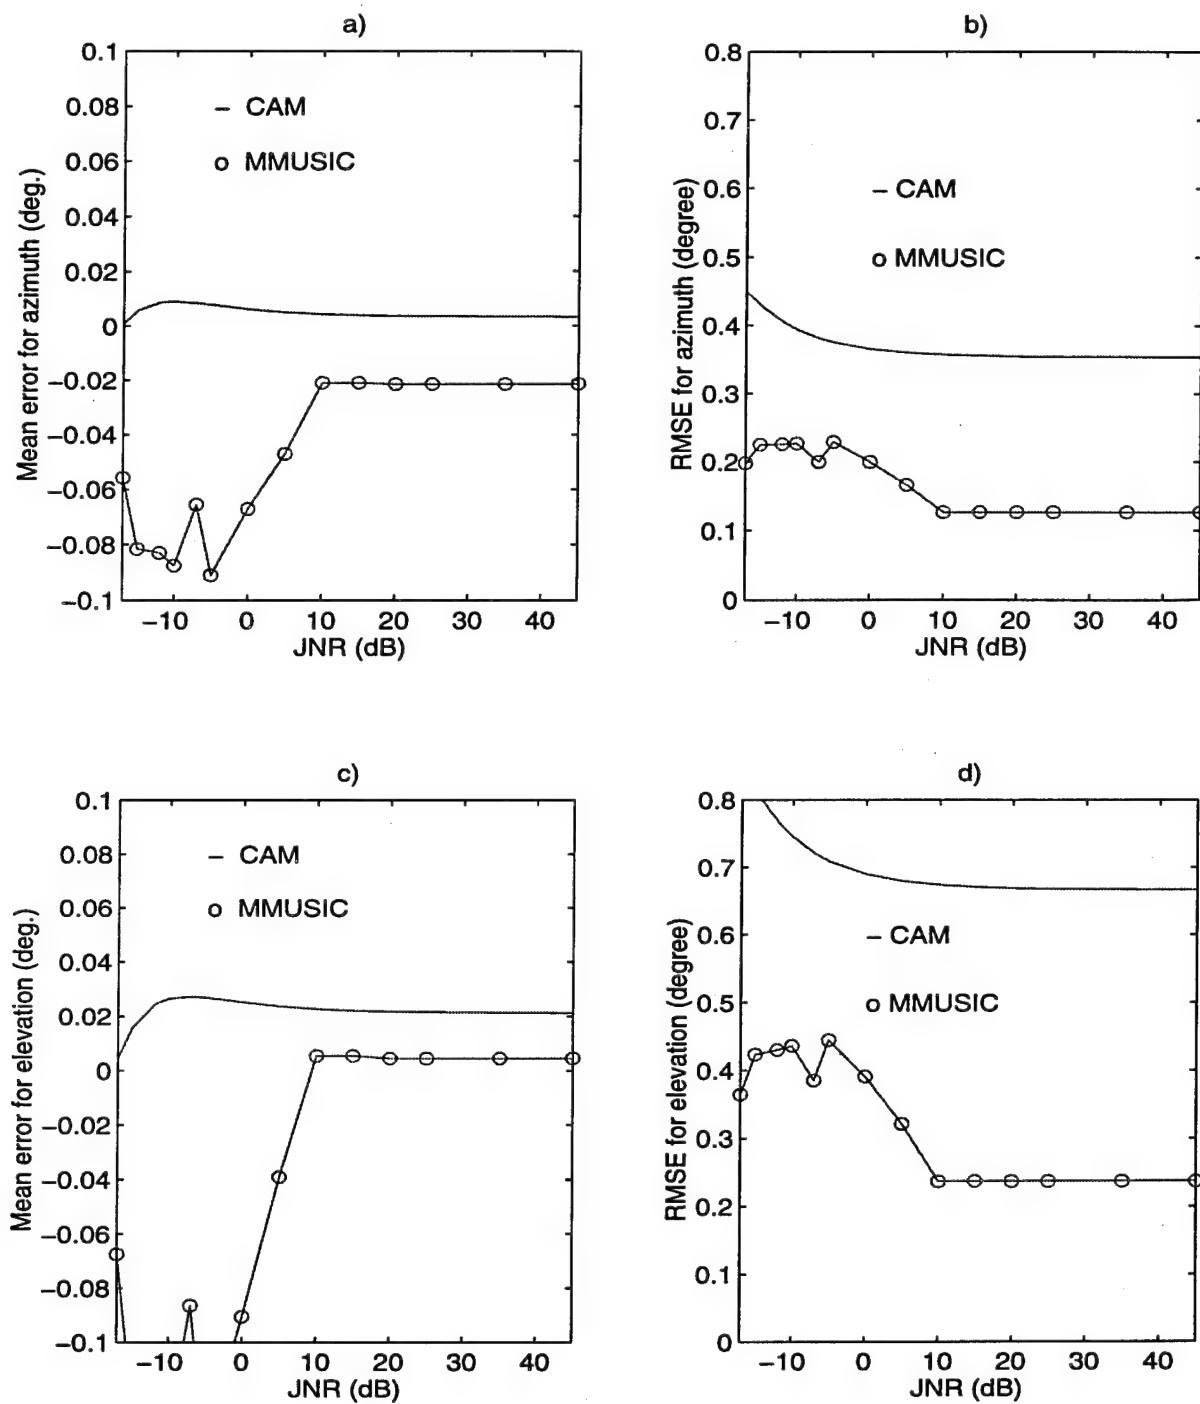 a)
0.1
0.08
0.06
0.04
0.02
0
−0.02
−0.04
−0.06
−0.08
−0.1
Mean error for azimuth (deg.)
− CAM
o MMUSIC
−10 0 10 20 30 40
JNR (dB)
b)
0.8
0.7
0.6
0.5
0.4
0.3
0.2
0.1
0
RMSE for azimuth (degree)
− CAM
o MMUSIC
−10 0 10 20 30 40
JNR (dB)
c)
0.1
0.08
0.06
0.04
0.02
0
−0.02
−0.04
−0.06
−0.08
−0.1
Mean error for elevation (deg.)
− CAM
o MMUSIC
−10 0 10 20 30 40
JNR (dB)
d)
0.8
0.7
0.6
0.5
0.4
0.3
0.2
0.1
0
RMSE for elevation (degree)
− CAM
o MMUSIC
−10 0 10 20 30 40
JNR (dB)